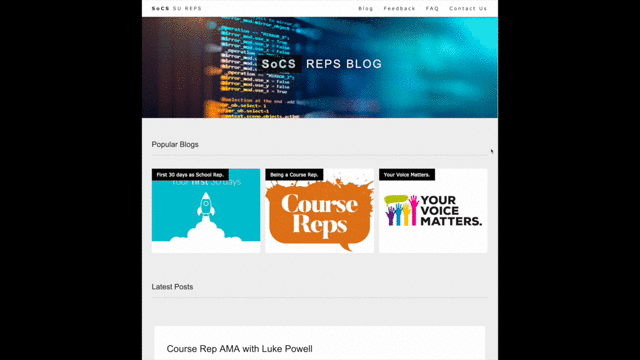 SoCS SU REPS
Blog Feedback FAQ Contact Us
SoCS REPS BLOG
Popular Blogs
First 30 days as School Rep.
Your first 30 days
Being a Course Rep.
Course
Reps
Your Voice Matters.
YOUR
VOICE
MATTERS.
Latest Posts
Course Rep AMA with Luke Powell